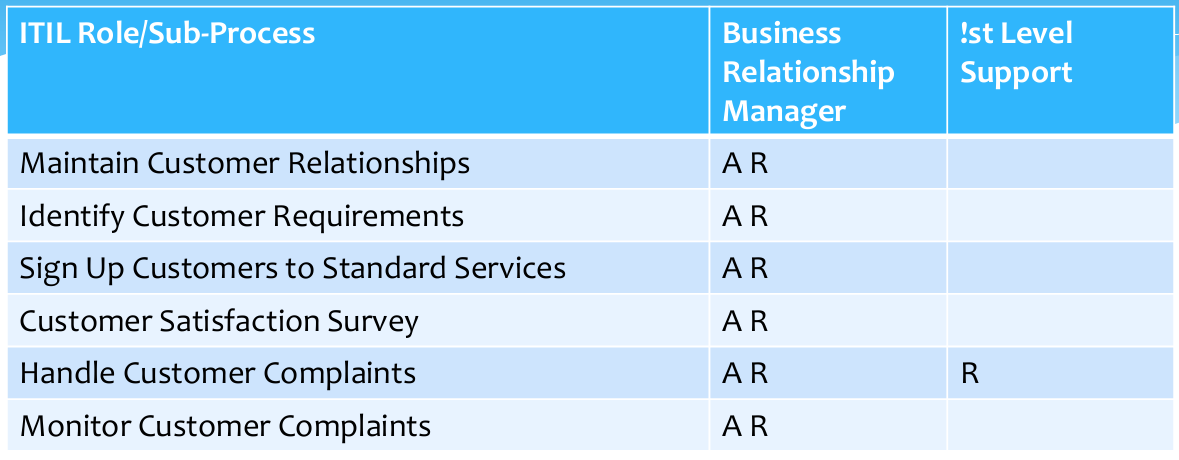 ITIL Role/Sub-Process
Business
Relationship
Manager
!st Level
Support
Maintain Customer Relationships A R
Identify Customer Requirements A R
Sign Up Customers to Standard Services A R
Customer Satisfaction Survey A R
Handle Customer Complaints A R R
Monitor Customer Complaints A R